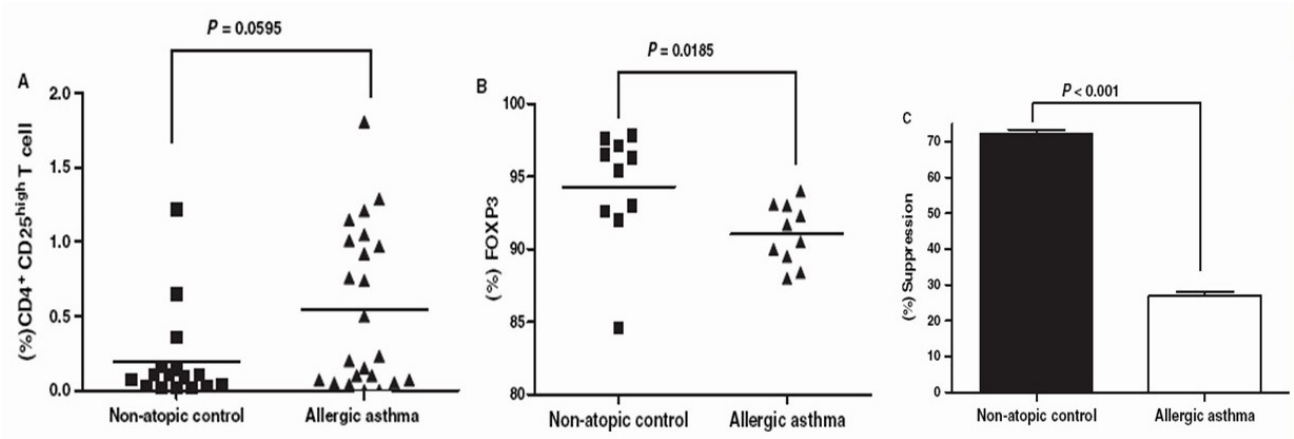 A
P = 0.0595
(%)CD4+ CD25high T cell
2.0
1.5
1.0
0.5
0.0
Non-atopic control
Allergic asthma
B
P = 0.0185
(%) FOXP3
100
95
90
85
80
Non-atopic control
Allergic asthma
C
P < 0.001
(%) Suppression
70
60
50
40
30
20
10
0
Non-atopic control
Allergic asthma